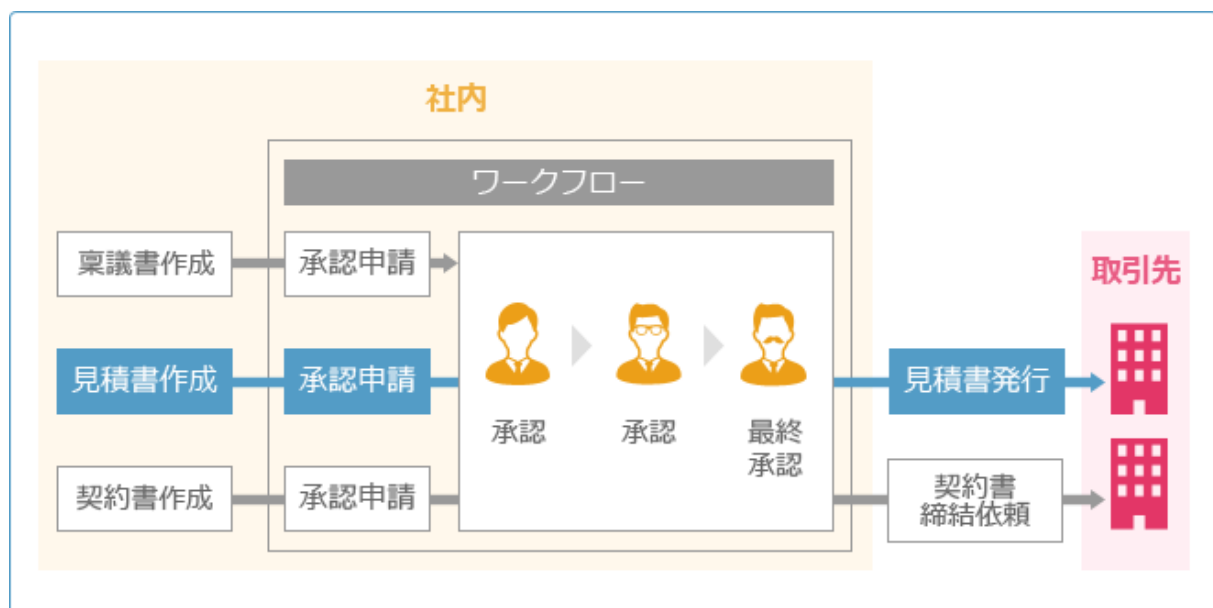 社内
ワークフロー
稟議書作成
承認申請
取引先
見積書作成
承認申請
見積書発行
承認
承認
最終
承認
契約書作成
承認申請
契約書
締結依頼